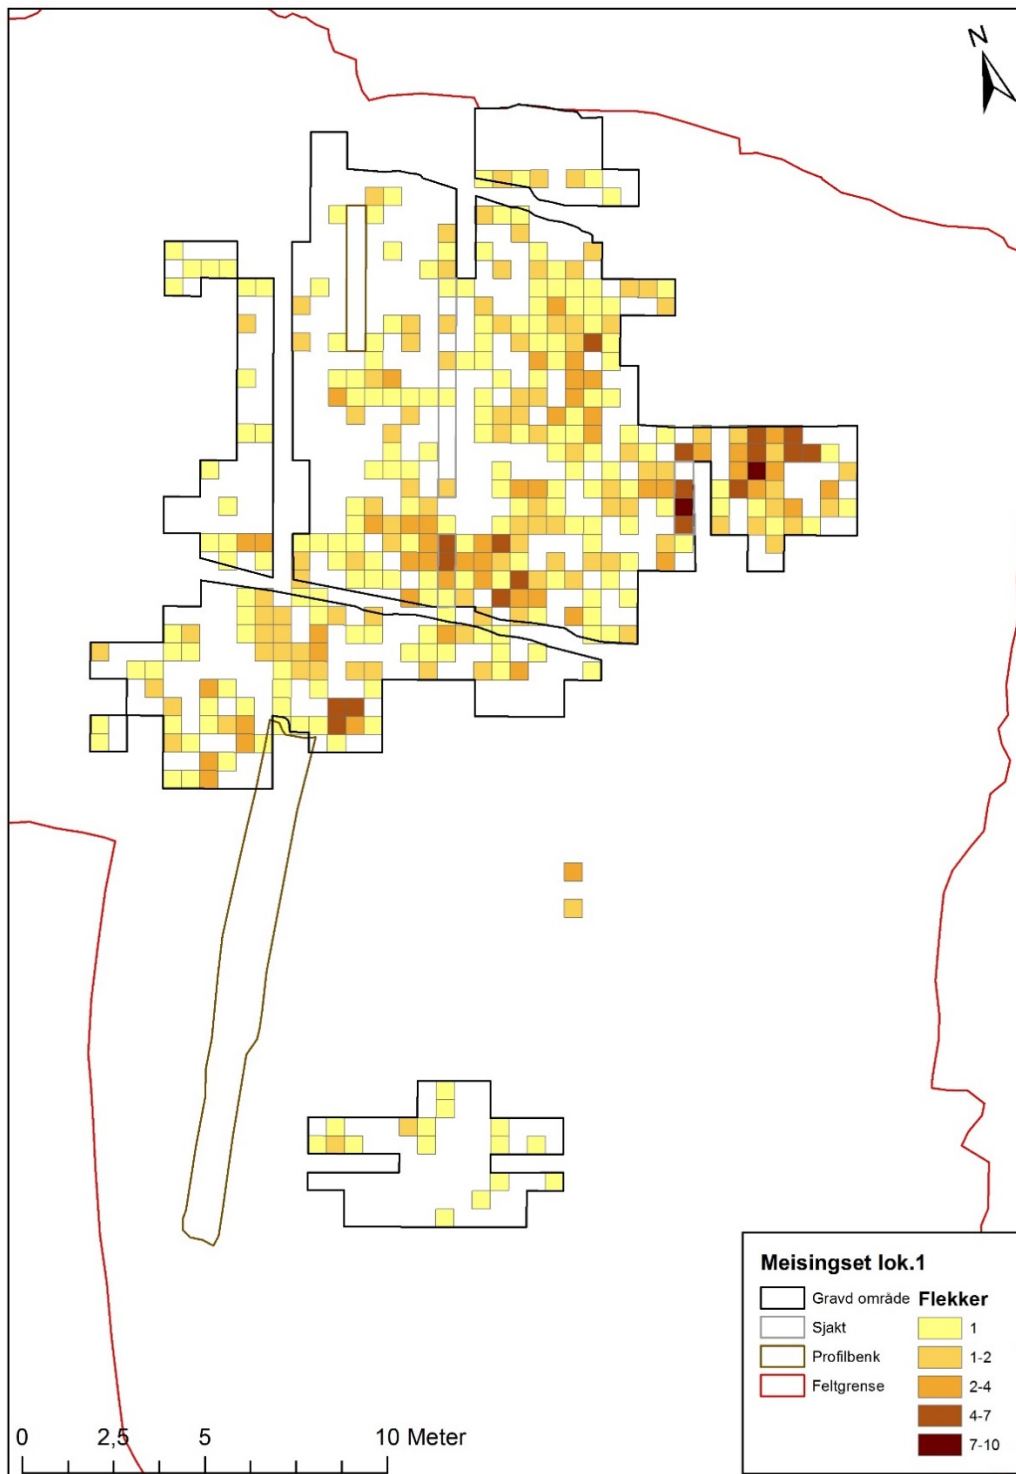 N
Meisingset lok.1
Gravd område
Sjakt
Profilbenk
Feltgrense
Flekker
1
1-2
2-4
4-7
7-10
0 2,5 5 10 Meter